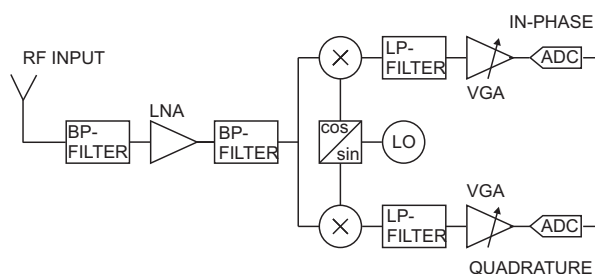 RF INPUT
BP-
FILTER
LNA
BP-
FILTER
cos
sin
LO
LP-
FILTER
VGA
IN-PHASE
ADC
LP-
FILTER
VGA
ADC
QUADRATURE